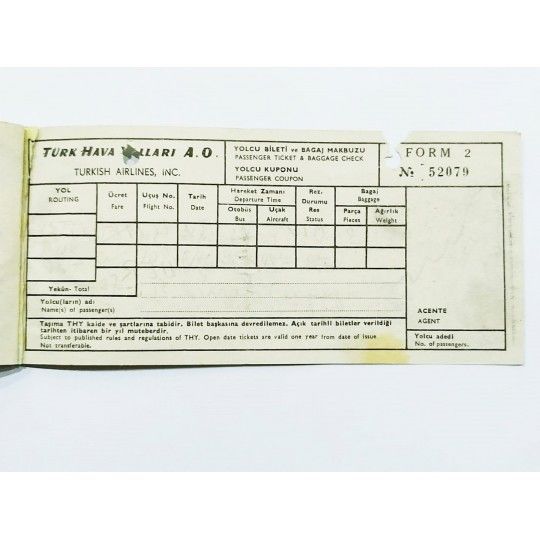 TÜRK HAVA YOLLARI A.O.
TURKISH AIRLINES, INC.
YOLCU BİLETİ ve BAGAJ MAKBUZU
PASSENGER TICKET & BAGGAGE CHECK
YOLCU KUPONU
PASSENGER COUPON
FORM 2
№ 52079
YOL
ROUTING
Ücret
Fare
Uçuş No.
Flight No.
Tarih
Date
Hareket Zamanı
Departure Time
Otobüs
Bus
Uçak
Aircraft
Rez.
Durumu
Res
Status
Bagaj
Baggage
Parça
Pieces
Ağırlık
Weight
Yekûn- Total
Yolcu(ların) adı
Name(s) of passenger(s)
ACENTE
AGENT
Taşıma THY kaide ve şartlarına tabidir. Bilet başkasına devredilemez. Açık tarihli biletler verildiği
tarihten itibaren bir yıl muteberdir.
Subject to published rules and regulations of THY. Open date tickets are valid one year from date of issue
Not transferable.
Yolcu adedi
No. of passengers.